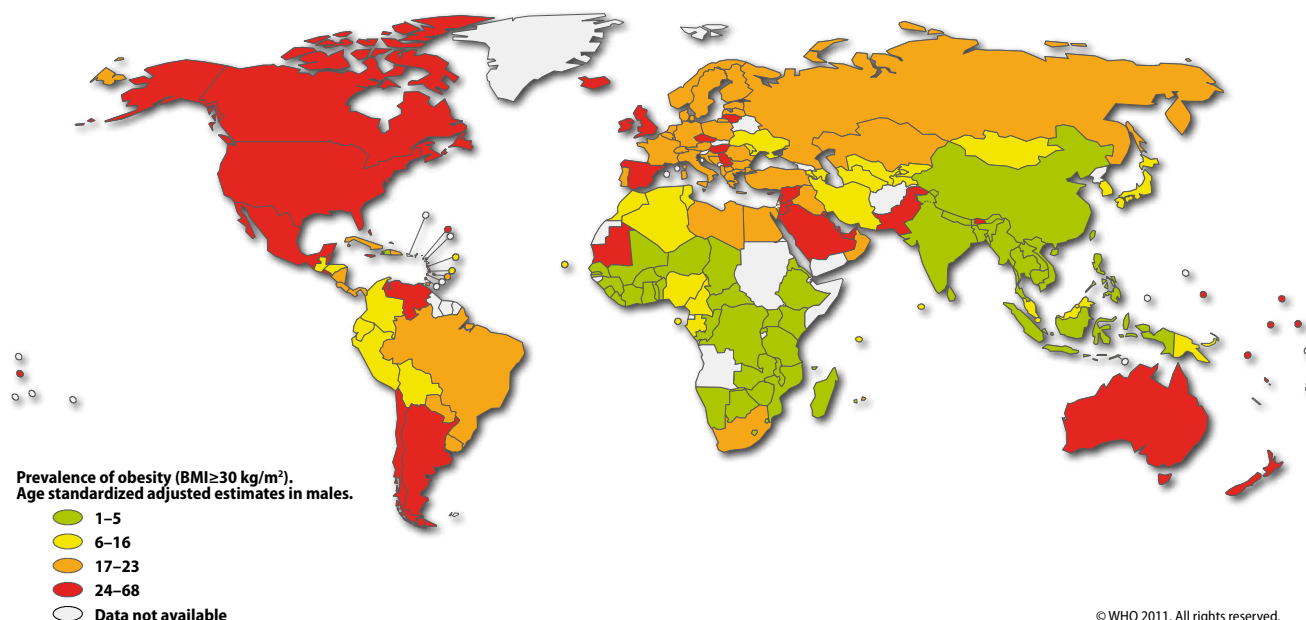 Prevalence of obesity (BMI≥30 kg/m²).
Age standardized adjusted estimates in males.
1–5
6–16
17–23
24–68
Data not available
© WHO 2011. All rights reserved.